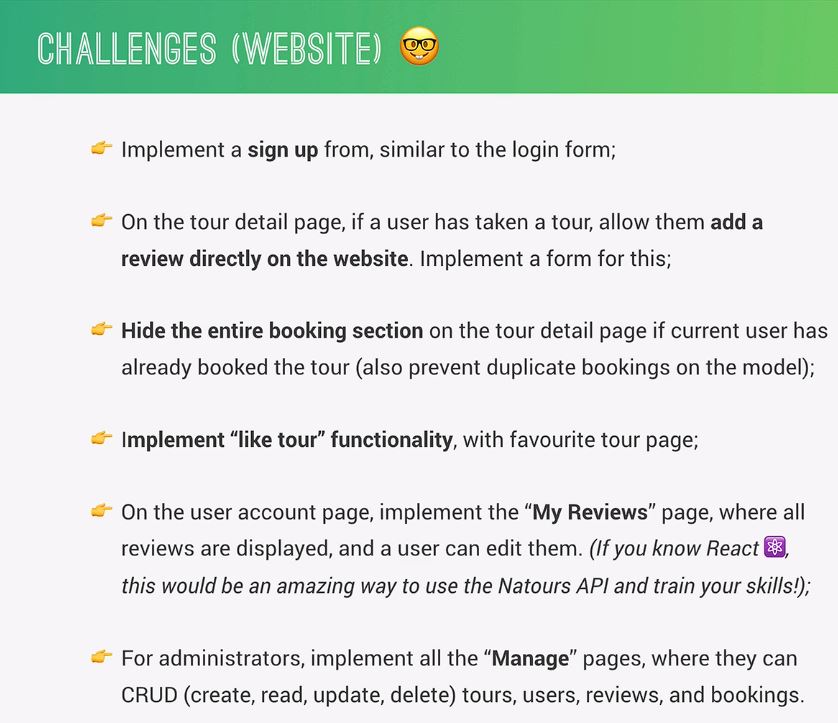 CHALLENGES (WEBSITE) 🤓
👉 Implement a sign up from, similar to the login form;
👉 On the tour detail page, if a user has taken a tour, allow them add a
review directly on the website. Implement a form for this;
👉 Hide the entire booking section on the tour detail page if current user has
already booked the tour (also prevent duplicate bookings on the model);
👉 Implement “like tour” functionality, with favourite tour page;
👉 On the user account page, implement the “My Reviews” page, where all
reviews are displayed, and a user can edit them. (If you know React ⚛️,
this would be an amazing way to use the Natours API and train your skills!);
👉 For administrators, implement all the “Manage” pages, where they can
CRUD (create, read, update, delete) tours, users, reviews, and bookings.